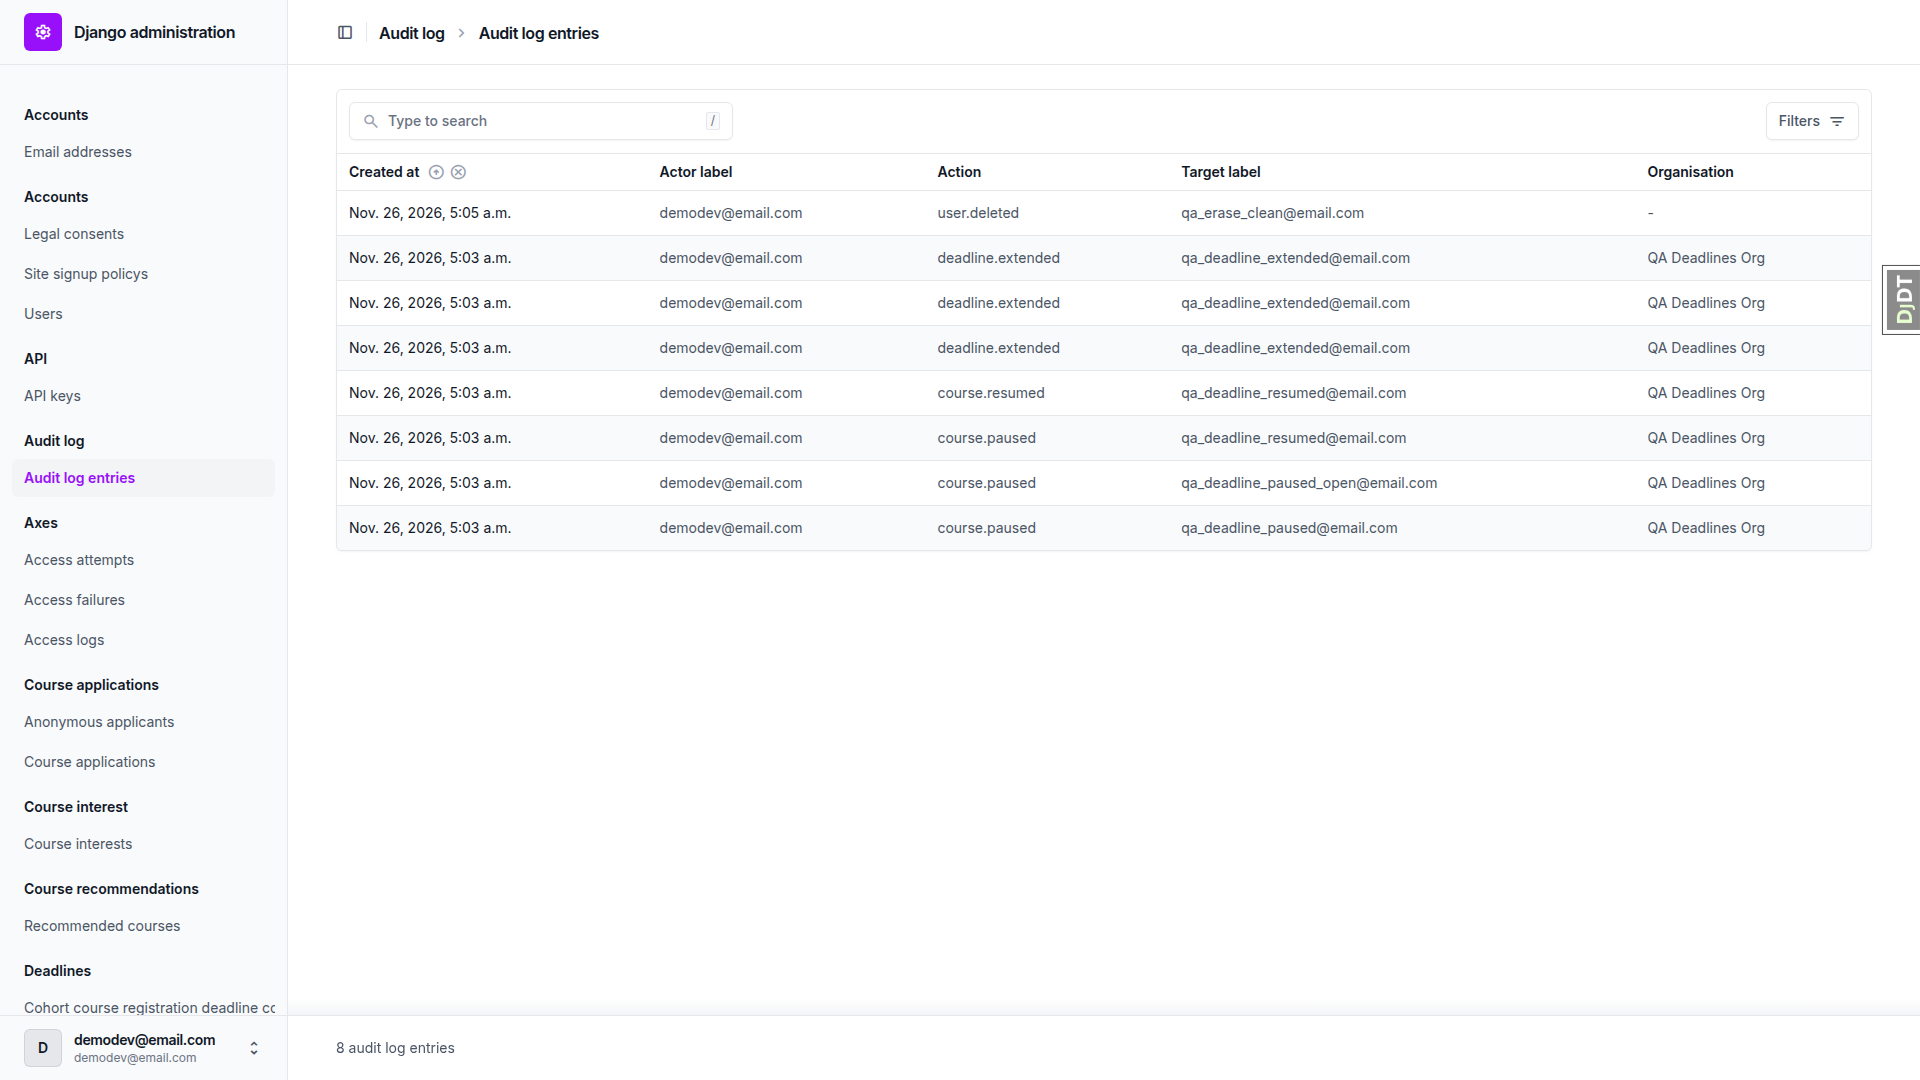 Django administration
Accounts
Email addresses
Accounts
Legal consents
Site signup policys
Users
API
API keys
Audit log
Audit log entries
Axes
Access attempts
Access failures
Access logs
Course applications
Anonymous applicants
Course applications
Course interest
Course interests
Course recommendations
Recommended courses
Deadlines
Cohort course registration deadline co
D
demodev@email.com
demodev@email.com
Audit log
Audit log entries
Type to search
/
Filters
Created at Actor label Action Target label Organisation
Nov. 26, 2026, 5:05 a.m. demodev@email.com user.deleted qa_erase_clean@email.com -
Nov. 26, 2026, 5:03 a.m. demodev@email.com deadline.extended qa_deadline_extended@email.com QA Deadlines Org
Nov. 26, 2026, 5:03 a.m. demodev@email.com deadline.extended qa_deadline_extended@email.com QA Deadlines Org
Nov. 26, 2026, 5:03 a.m. demodev@email.com deadline.extended qa_deadline_extended@email.com QA Deadlines Org
Nov. 26, 2026, 5:03 a.m. demodev@email.com course.resumed qa_deadline_resumed@email.com QA Deadlines Org
Nov. 26, 2026, 5:03 a.m. demodev@email.com course.paused qa_deadline_resumed@email.com QA Deadlines Org
Nov. 26, 2026, 5:03 a.m. demodev@email.com course.paused qa_deadline_paused_open@email.com QA Deadlines Org
Nov. 26, 2026, 5:03 a.m. demodev@email.com course.paused qa_deadline_paused@email.com QA Deadlines Org
8 audit log entries
DjDT